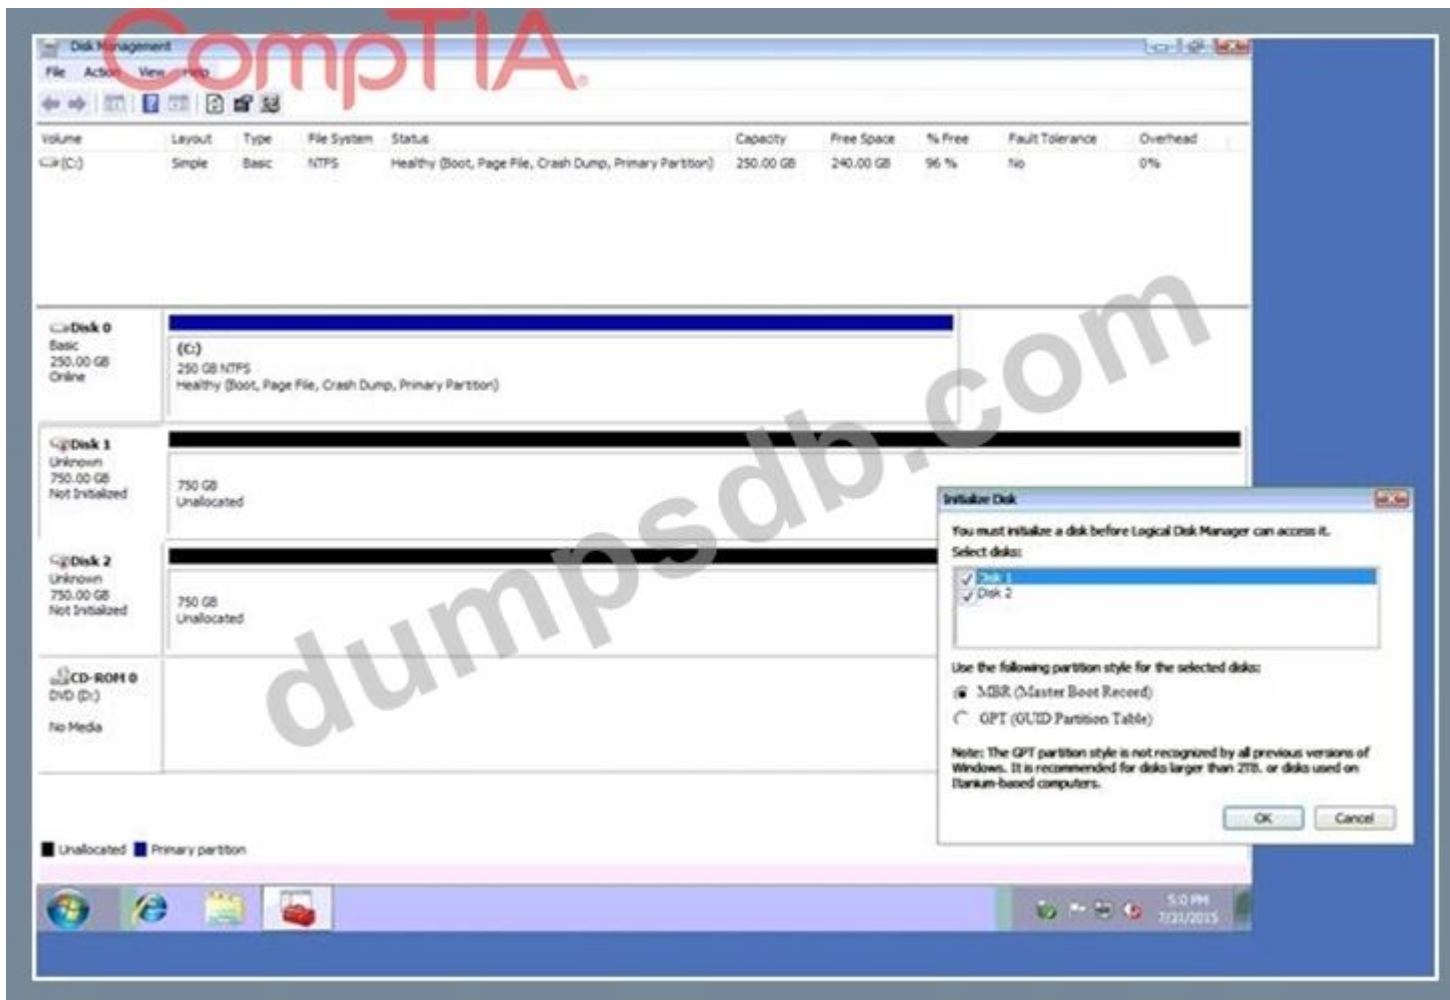 CompTIA.
Disk Management
File Action View Help
Volume Layout Type File System Status Capacity Free Space % Free Fault Tolerance Overhead
(C:) Simple Basic NTFS Healthy (Boot, Page File, Crash Dump, Primary Partition) 250.00 GB 240.00 GB 96 % No 0%
Disk 0
Basic
250.00 GB
Online
(C:)
250 GB NTFS
Healthy (Boot, Page File, Crash Dump, Primary Partition)
Disk 1
Unknown
750.00 GB
Not Initialized
750 GB
Unallocated
Disk 2
Unknown
750.00 GB
Not Initialized
750 GB
Unallocated
CD-ROM 0
DVD (D:)
No Media
Unallocated Primary partition
Initialize Disk
You must initialize a disk before Logical Disk Manager can access it.
Select disks:
Disk 1
Disk 2
Use the following partition style for the selected disks:
MBR (Master Boot Record)
GPT (GUID Partition Table)
Note: The GPT partition style is not recognized by all previous versions of
Windows. It is recommended for disks larger than 2TB. or disks used on
Itanium-based computers.
OK Cancel
5:0 PM
7/31/2015
dumpsdb.com